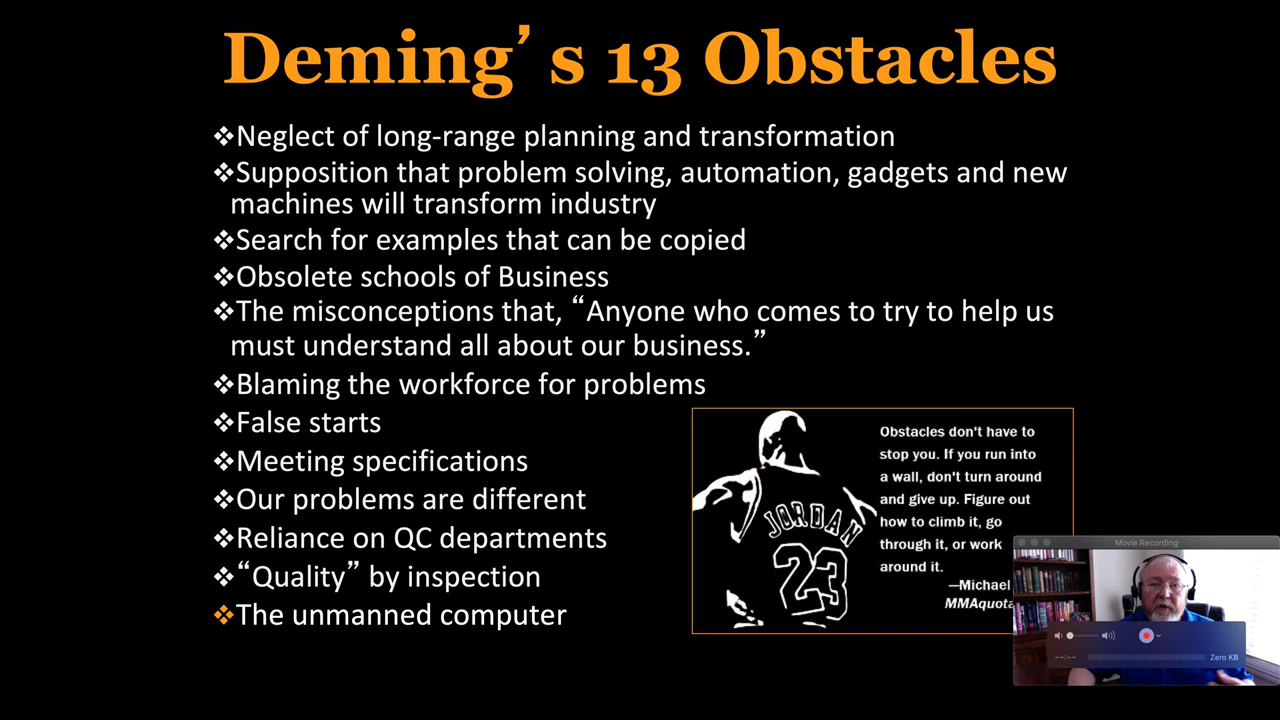 Deming’s 13 Obstacles
❖Neglect of long-range planning and transformation
❖Supposition that problem solving, automation, gadgets and new
machines will transform industry
❖Search for examples that can be copied
❖Obsolete schools of Business
❖The misconceptions that, “Anyone who comes to try to help us
must understand all about our business.”
❖Blaming the workforce for problems
❖False starts
❖Meeting specifications
❖Our problems are different
❖Reliance on QC departments
❖“Quality” by inspection
❖The unmanned computer
JORDAN
23
Obstacles don't have to
stop you. If you run into
a wall, don't turn around
and give up. Figure out
how to climb it, go
through it, or work
around it.
—Michael
MMAquota
Movie Recording
--:--
Zero KB